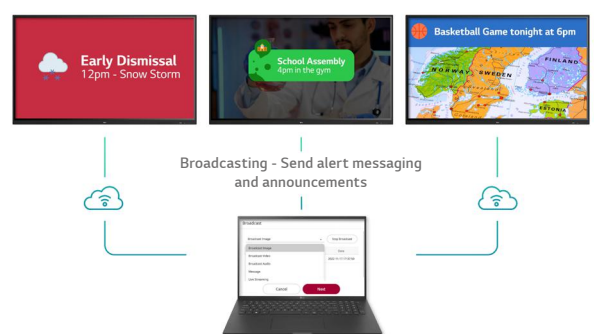 Early Dismissal
12pm - Snow Storm
School Assembly
4pm in the gym
Basketball Game tonight at 6pm
NORWAY
SWEDEN
FINLAND
ESTONIA
Broadcasting - Send alert messaging
and announcements
Broadcast
Broadcast Image
Stop Broadcast
Broadcast Image
Broadcast Video
Broadcast Audio
Message
Live Streaming
Cancel
Next